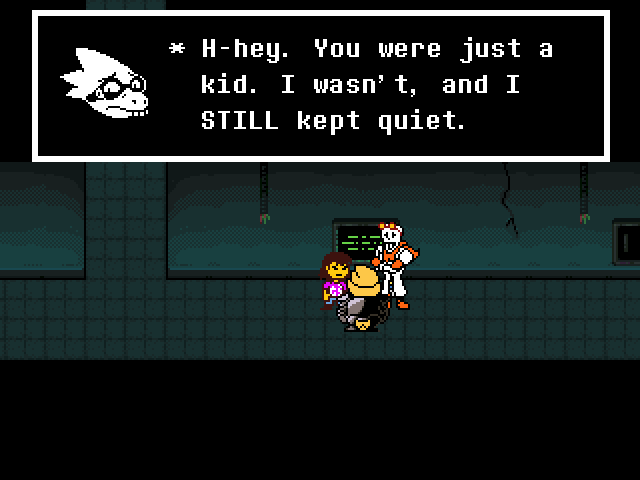 * H-hey. You were just a
kid. I wasn't, and I
STILL kept quiet.